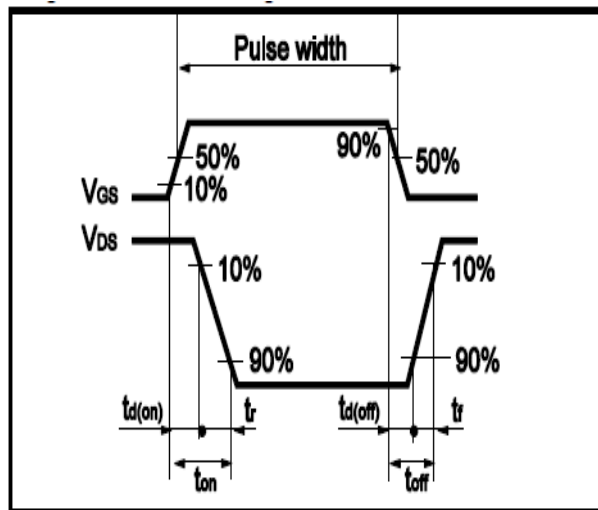 Pulse width
90%
50%
50%
VGS
10%
VDS
10%
10%
90%
90%
td(on)
tr
td(off)
tf
ton
toff